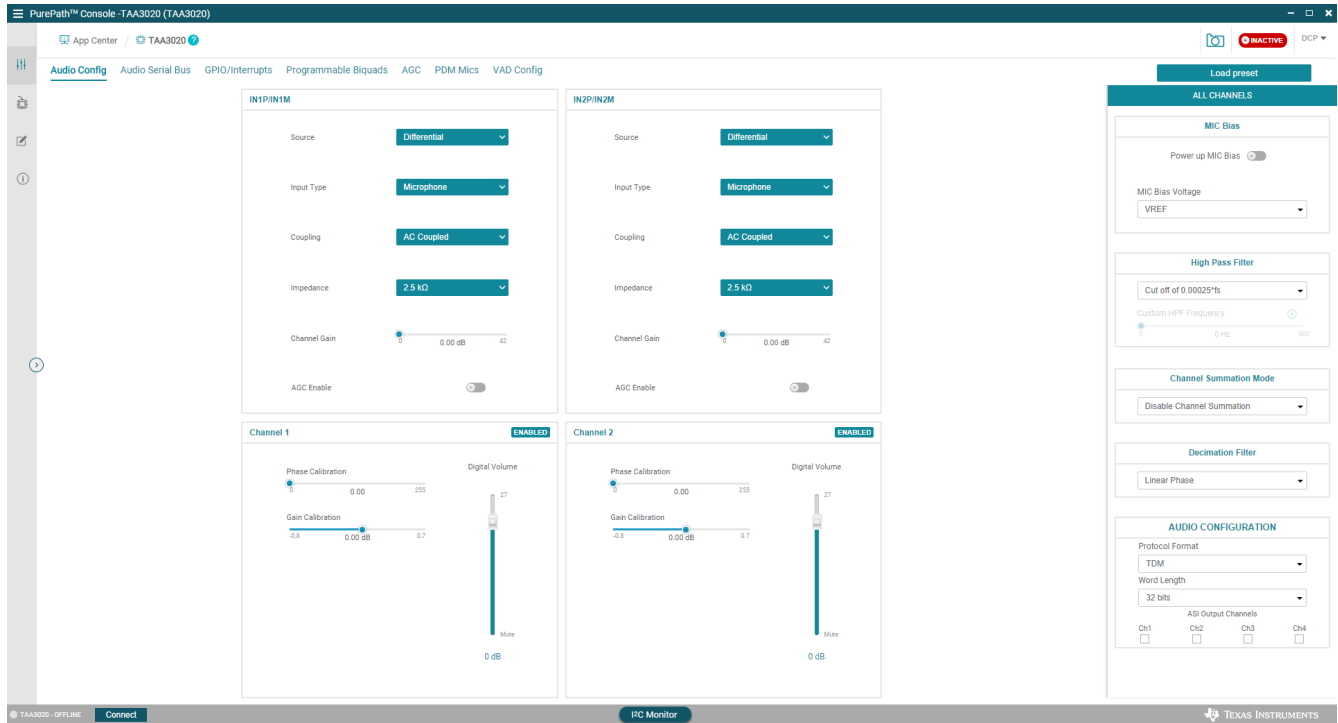 PurePath™ Console -TAA3020 (TAA3020)
App Center / TAA3020 ?
INACTIVE
DCP
Audio Config Audio Serial Bus GPIO/Interrupts Programmable Biquads AGC PDM Mics VAD Config
Load preset
IN1P/IN1M
Source Differential
Input Type Microphone
Coupling AC Coupled
Impedance 2.5 kΩ
Channel Gain
0 0.00 dB 42
AGC Enable
IN2P/IN2M
Source Differential
Input Type Microphone
Coupling AC Coupled
Impedance 2.5 kΩ
Channel Gain
0 0.00 dB 42
AGC Enable
Channel 1 ENABLED
Phase Calibration
0 0.00 255
Gain Calibration
-0.8 0.00 dB 0.7
Digital Volume
27
Mute
0 dB
Channel 2 ENABLED
Phase Calibration
0 0.00 255
Gain Calibration
-0.8 0.00 dB 0.7
Digital Volume
27
Mute
0 dB
ALL CHANNELS
MIC Bias
Power up MIC Bias
MIC Bias Voltage
VREF
High Pass Filter
Cut off of 0.00025*fs
Custom HPF Frequency
0 Hz
Channel Summation Mode
Disable Channel Summation
Decimation Filter
Linear Phase
AUDIO CONFIGURATION
Protocol Format
TDM
Word Length
32 bits
ASI Output Channels
Ch1 Ch2 Ch3 Ch4
TAA3020 - OFFLINE Connect
I²C Monitor
TEXAS INSTRUMENTS